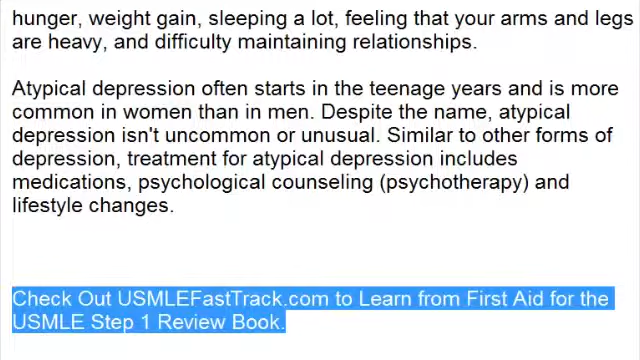 hunger, weight gain, sleeping a lot, feeling that your arms and legs
are heavy, and difficulty maintaining relationships.
Atypical depression often starts in the teenage years and is more
common in women than in men. Despite the name, atypical
depression isn't uncommon or unusual. Similar to other forms of
depression, treatment for atypical depression includes
medications, psychological counseling (psychotherapy) and
lifestyle changes.
Check Out USMLEFastTrack.com to Learn from First Aid for the
USMLE Step 1 Review Book.